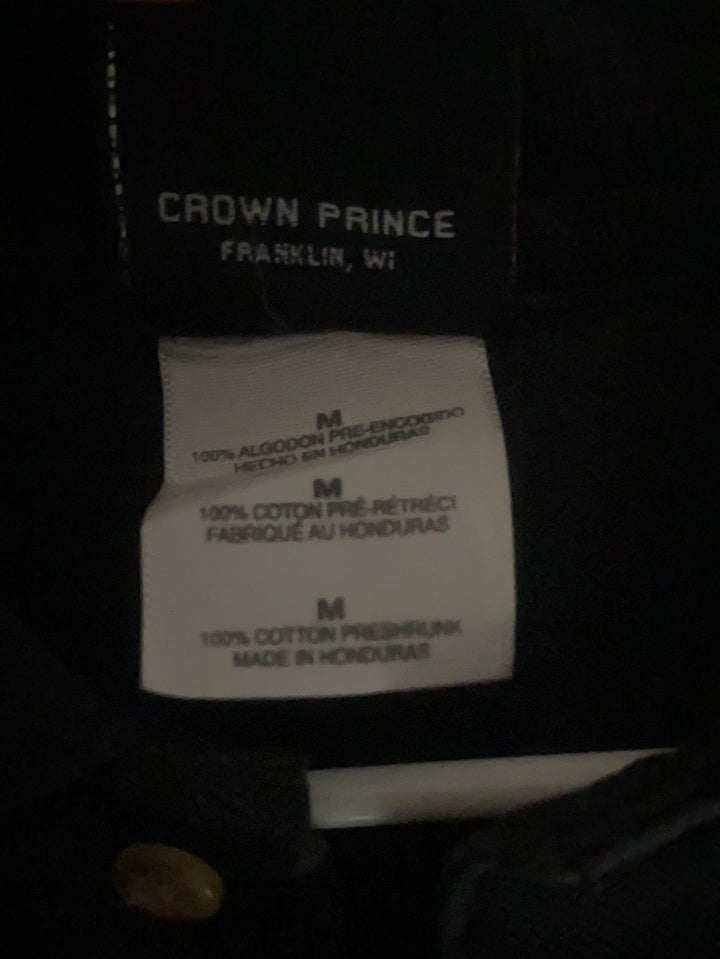 CROWN PRINCE
FRANKLIN, WI
M
100% ALGODON PRE-ENCOGIDO
HECHO EN HONDURAS
M
100% COTON PRÉ-RÉTRÉCI
FABRIQUÉ AU HONDURAS
M
100% COTTON PRESHRUNK
MADE IN HONDURAS